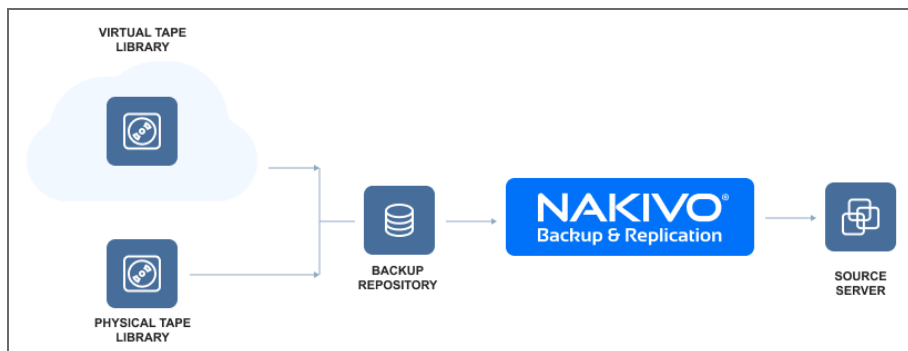 VIRTUAL TAPE
LIBRARY
NAKIVO®
Backup & Replication
BACKUP
REPOSITORY
SOURCE
SERVER
PHYSICAL TAPE
LIBRARY